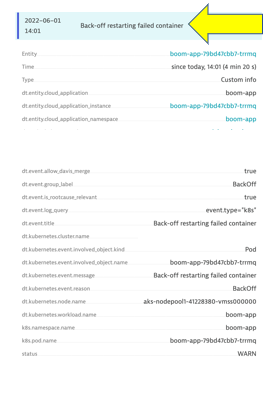 2022-06-01
14:01
Back-off restarting failed container
Entity boom-app-79bd47cbb7-trrmq
Time since today, 14:01 (4 min 20 s)
Type Custom info
dt.entity.cloud_application boom-app
dt.entity.cloud_application_instance boom-app-79bd47cbb7-trrmq
dt.entity.cloud_application_namespace boom-app
dt.event.allow_davis_merge true
dt.event.group_label BackOff
dt.event.is_rootcause_relevant true
dt.event.log_query event.type="k8s"
dt.event.title Back-off restarting failed container
dt.kubernetes.cluster.name
dt.kubernetes.event.involved_object.kind Pod
dt.kubernetes.event.involved_object.name boom-app-79bd47cbb7-trrmq
dt.kubernetes.event.message Back-off restarting failed container
dt.kubernetes.event.reason BackOff
dt.kubernetes.node.name aks-nodepool1-41228380-vmss000000
dt.kubernetes.workload.name boom-app
k8s.namespace.name boom-app
k8s.pod.name boom-app-79bd47cbb7-trrmq
status WARN